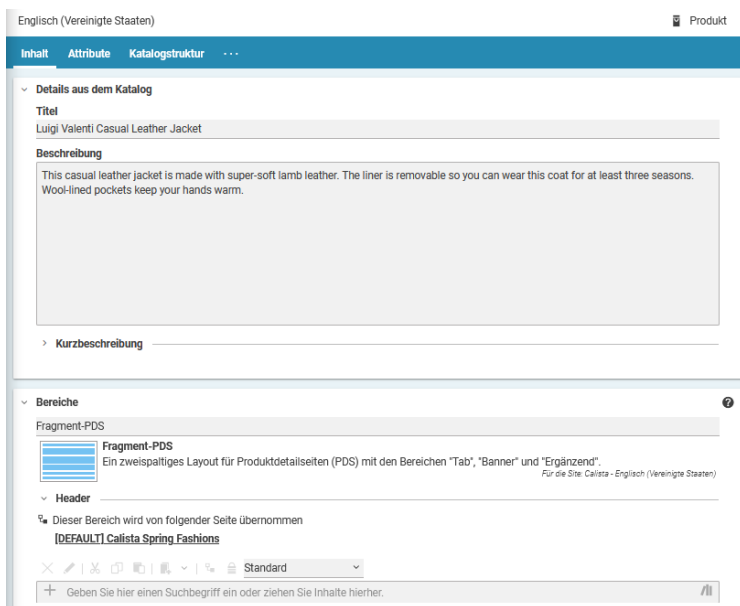 Englisch (Vereinigte Staaten)
Produkt
Inhalt Attribute Katalogstruktur ...
Details aus dem Katalog
Titel
Luigi Valenti Casual Leather Jacket
Beschreibung
This casual leather jacket is made with super-soft lamb leather. The liner is removable so you can wear this coat for at least three seasons.
Wool-lined pockets keep your hands warm.
Kurzbeschreibung
Bereiche
Fragment-PDS
Fragment-PDS
Ein zweispaltiges Layout für Produktdetailseiten (PDS) mit den Bereichen "Tab", "Banner" und "Ergänzend".
Für die Site: Calista - Englisch (Vereinigte Staaten)
Header
Dieser Bereich wird von folgender Seite übernommen
[DEFAULT] Calista Spring Fashions
Standard
Geben Sie hier einen Suchbegriff ein oder ziehen Sie Inhalte hierher.